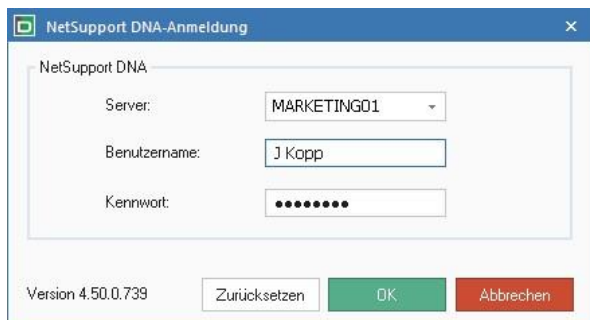 NetSupport DNA-Anmeldung
NetSupport DNA
Server: MARKETING01
Benutzername: J Kopp
Kennwort: ●●●●●●●●
Version 4.50.0.739 Zurücksetzen OK Abbrechen